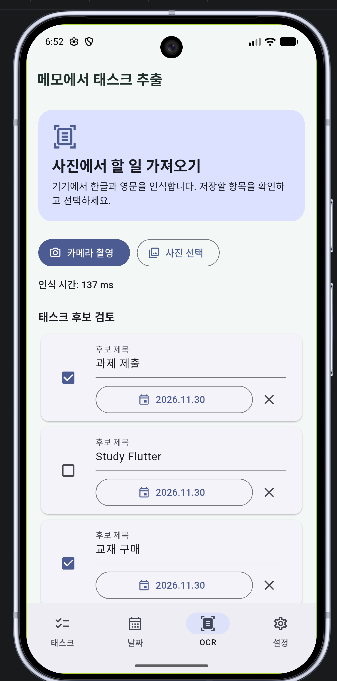 6:52
메모에서 태스크 추출
사진에서 할 일 가져오기
기기에서 한글과 영문을 인식합니다. 저장할 항목을 확인하
고 선택하세요.
카메라 촬영
사진 선택
인식 시간: 137 ms
태스크 후보 검토
후보 제목
과제 제출
2026.11.30
후보 제목
Study Flutter
2026.11.30
후보 제목
교재 구매
2026.11.30
태스크
날짜
OCR
설정